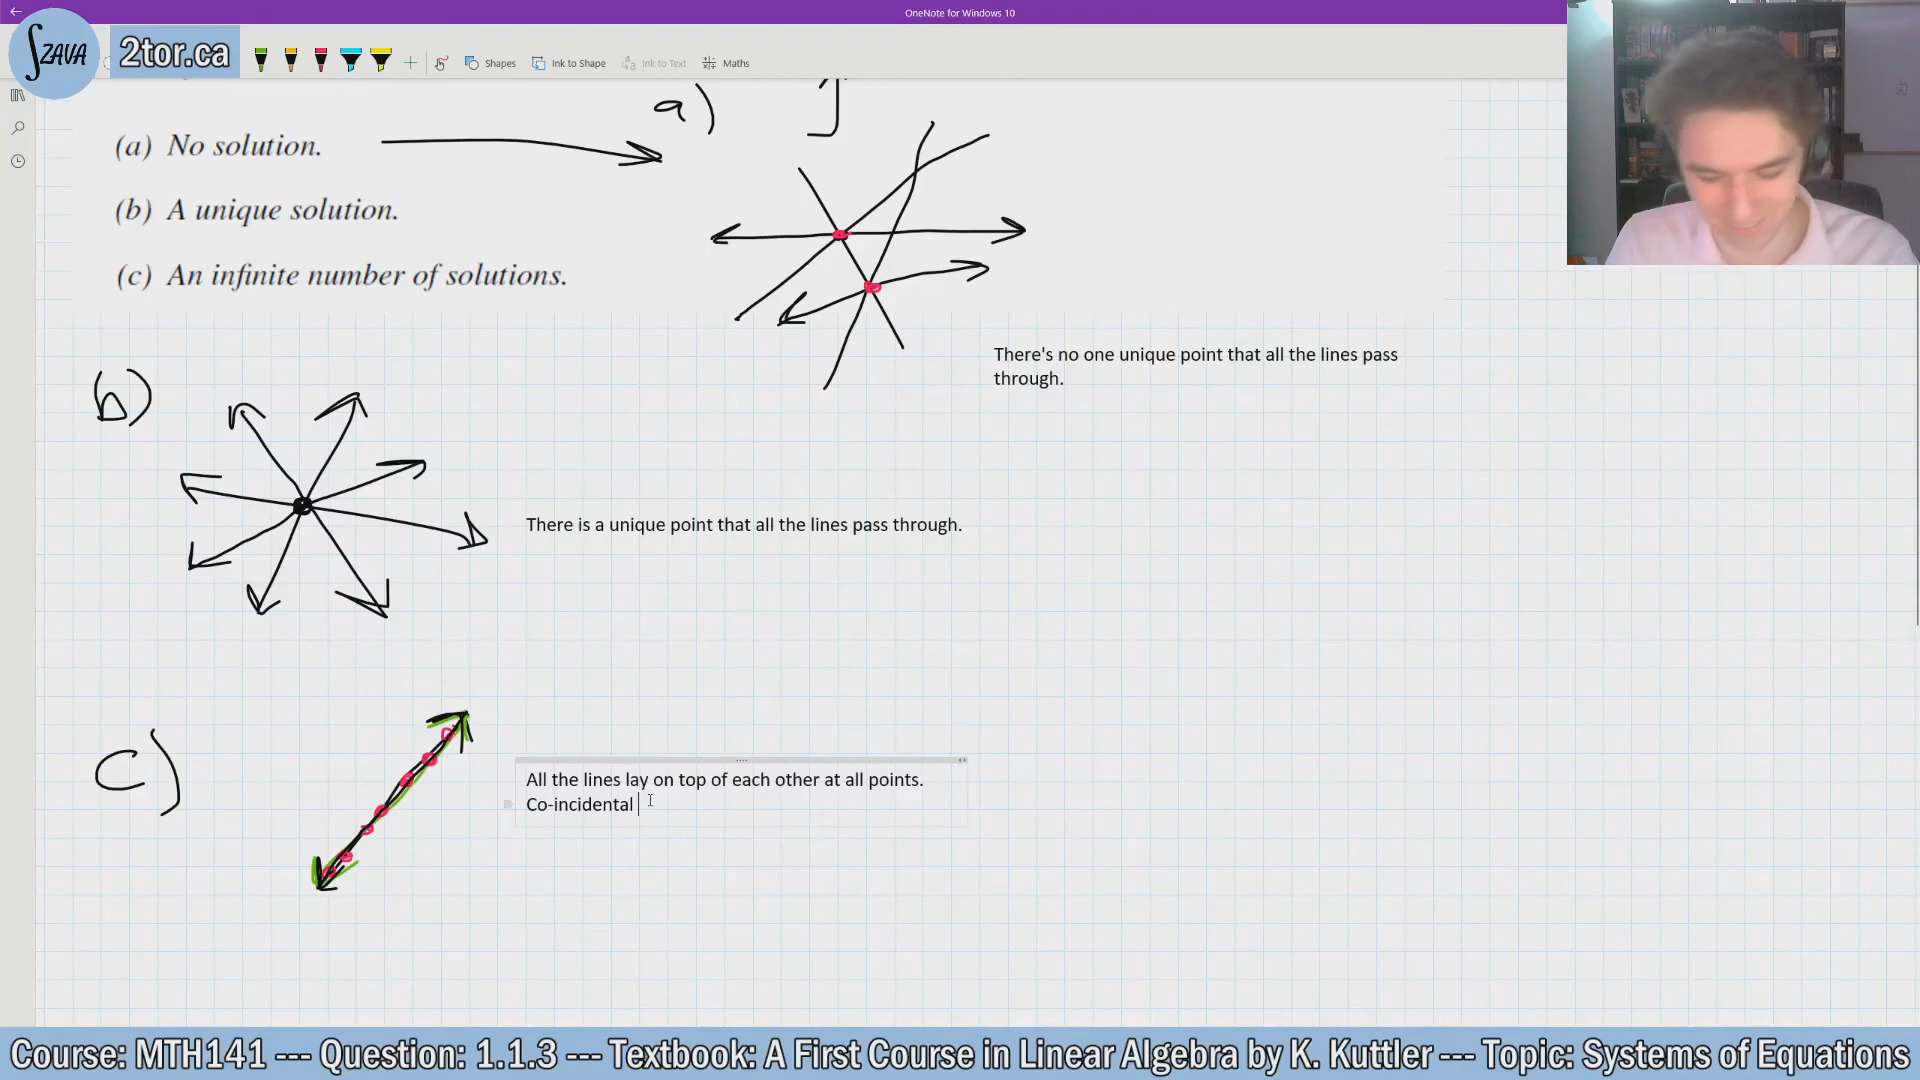 OneNote for Windows 10
∫ZAVA
2tor.ca
Shapes
Ink to Shape
Ink to Text
Maths
a)
(a) No solution.
(b) A unique solution.
(c) An infinite number of solutions.
There's no one unique point that all the lines pass
through.
b)
There is a unique point that all the lines pass through.
c)
All the lines lay on top of each other at all points.
Co-incidental
Course: MTH141 --- Question: 1.1.3 --- Textbook: A First Course in Linear Algebra by K. Kuttler --- Topic: Systems of Equations